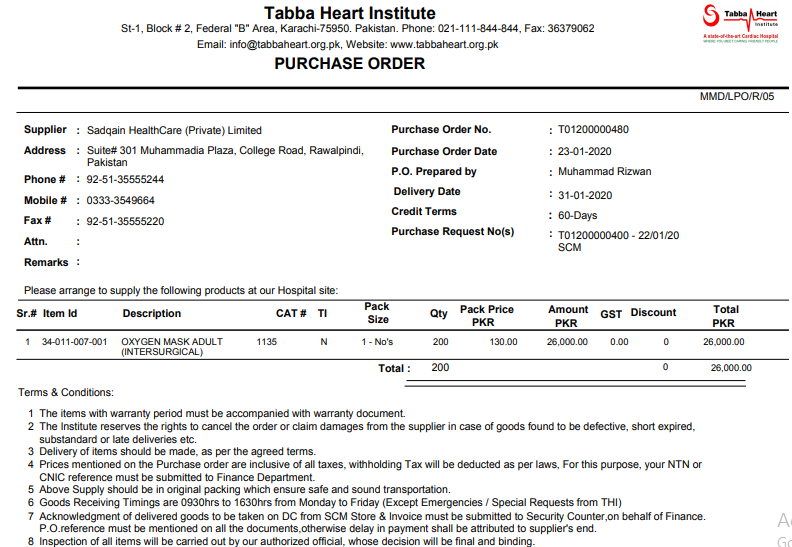 Tabba Heart Institute
St-1, Block # 2, Federal "B" Area, Karachi-75950. Pakistan. Phone: 021-111-844-844, Fax: 36379062
Email: info@tabbaheart.org.pk, Website: www.tabbaheart.org.pk
PURCHASE ORDER
Tabba Heart
Institute
A state-of-the-art Cardiac Hospital
WHERE YOU MEET CARING, FRIENDLY PEOPLE
MMD/LPO/R/05
Supplier : Sadqain HealthCare (Private) Limited
Address : Suite# 301 Muhammadia Plaza, College Road, Rawalpindi,
Pakistan
Phone # : 92-51-35555244
Mobile # : 0333-3549664
Fax # : 92-51-35555220
Attn. :
Remarks :
Purchase Order No. : T01200000480
Purchase Order Date : 23-01-2020
P.O. Prepared by : Muhammad Rizwan
Delivery Date : 31-01-2020
Credit Terms : 60-Days
Purchase Request No(s) : T01200000400 - 22/01/20
SCM
Please arrange to supply the following products at our Hospital site:
Sr.# Item Id Description CAT # TI Pack Size Qty Pack Price PKR Amount PKR GST Discount Total PKR
1 34-011-007-001 OXYGEN MASK ADULT 1135 N 1 - No's 200 130.00 26,000.00 0.00 0 26,000.00
(INTERSURGICAL)
Total : 200 0 26,000.00
Terms & Conditions:
1 The items with warranty period must be accompanied with warranty document.
2 The Institute reserves the rights to cancel the order or claim damages from the supplier in case of goods found to be defective, short expired,
substandard or late deliveries etc.
3 Delivery of items should be made, as per the agreed terms.
4 Prices mentioned on the Purchase order are inclusive of all taxes, withholding Tax will be deducted as per laws, For this purpose, your NTN or
CNIC reference must be submitted to Finance Department.
5 Above Supply should be in original packing which ensure safe and sound transportation.
6 Goods Receiving Timings are 0930hrs to 1630hrs from Monday to Friday (Except Emergencies / Special Requests from THI)
7 Acknowledgment of delivered goods to be taken on DC from SCM Store & Invoice must be submitted to Security Counter,on behalf of Finance.
P.O.reference must be mentioned on all the documents,otherwise delay in payment shall be attributed to supplier's end.
8 Inspection of all items will be carried out by our authorized official, whose decision will be final and binding.